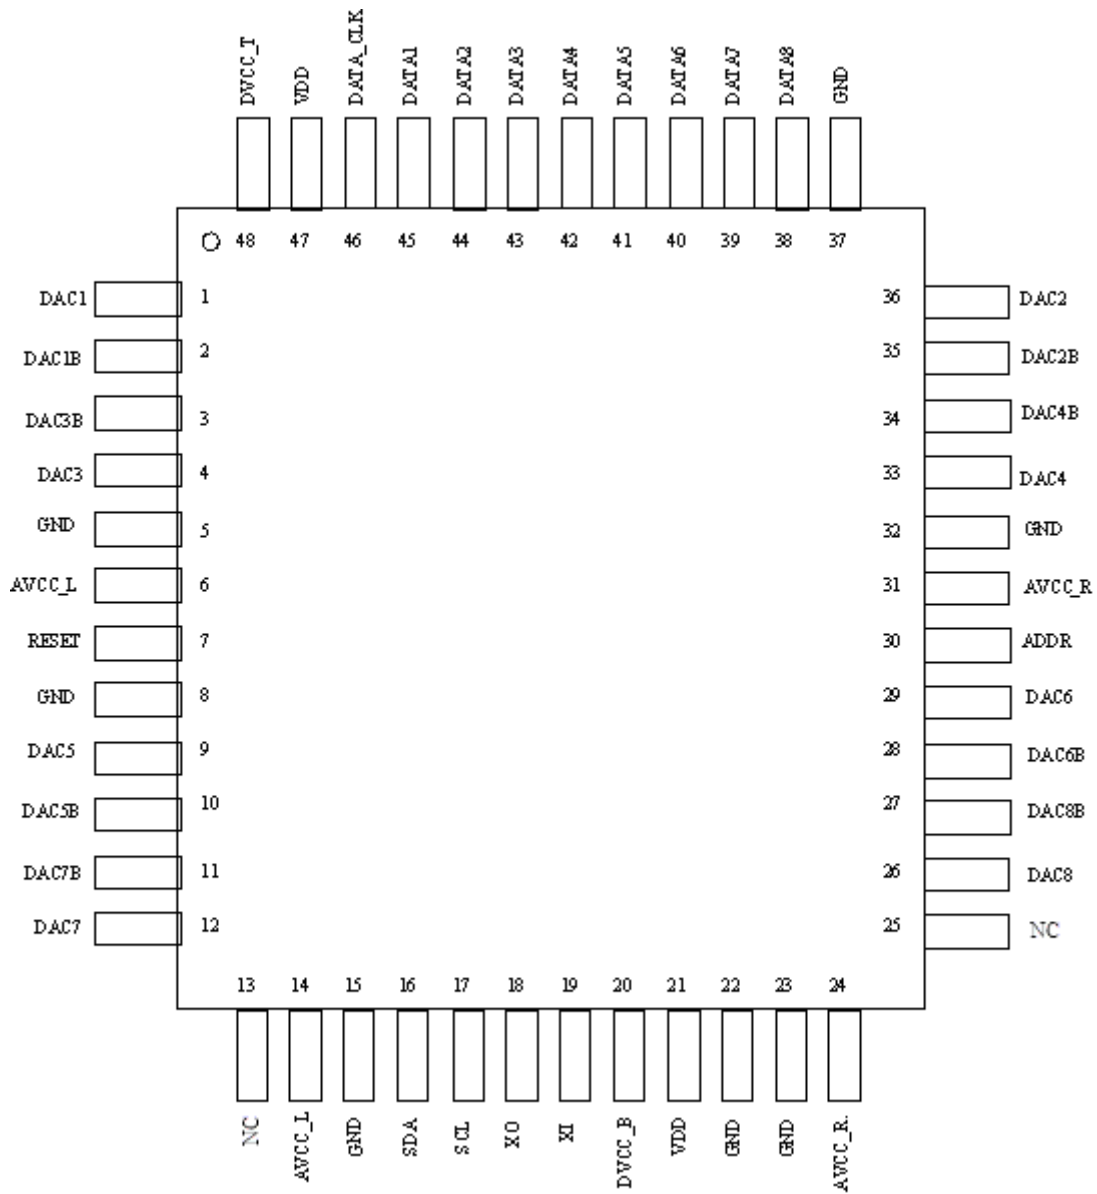 DVCC_T
VDD
DATA_CLK
DATA1
DATA2
DATA3
DATA4
DATA5
DATA6
DATA7
DATA8
GND
48 47 46 45 44 43 42 41 40 39 38 37
DAC1 1 36 DAC2
DAC1B 2 35 DAC2B
DAC3B 3 34 DAC4B
DAC3 4 33 DAC4
GND 5 32 GND
AVCC_L 6 31 AVCC_R
RESET 7 30 ADDR
GND 8 29 DAC6
DAC5 9 28 DAC6B
DAC5B 10 27 DAC8B
DAC7B 11 26 DAC8
DAC7 12 25 NC
13 14 15 16 17 18 19 20 21 22 23 24
NC
AVCC_L
GND
SDA
SCL
XO
XI
DVCC_B
VDD
GND
GND
AVCC_R.